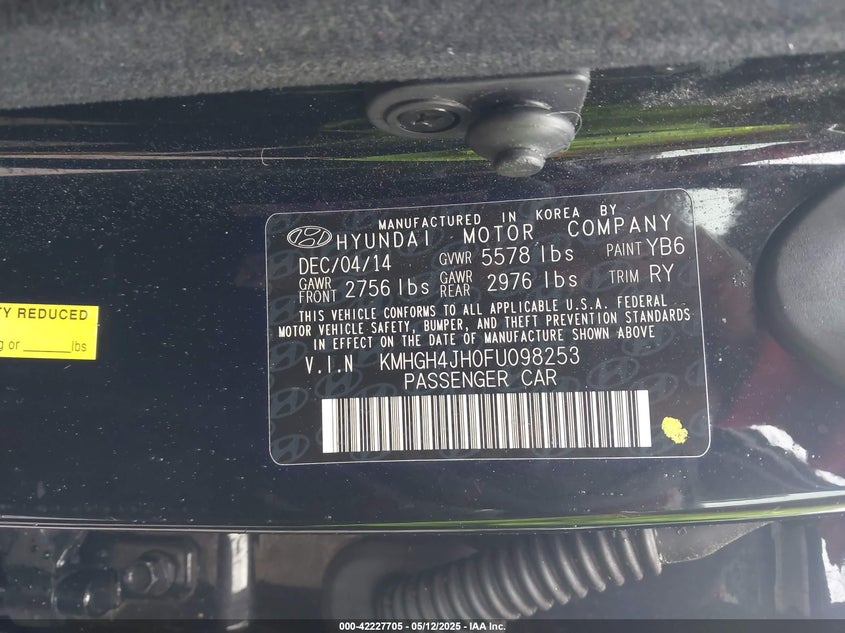 MANUFACTURED IN KOREA BY
HYUNDAI MOTOR COMPANY
DEC/04/14 GVWR 5578 lbs PAINT YB6
GAWR FRONT 2756 lbs GAWR REAR 2976 lbs TRIM RY
THIS VEHICLE CONFORMS TO ALL APPLICABLE U.S.A. FEDERAL
MOTOR VEHICLE SAFETY, BUMPER, AND THEFT PREVENTION STANDARDS
IN EFFECT ON THE DATE OF MANUFACTURE SHOWN ABOVE
V.I.N KMHGH4JH0FU098253
PASSENGER CAR
TY REDUCED
g or ______lbs
000-42227705 - 05/12/2025 - IAA Inc.